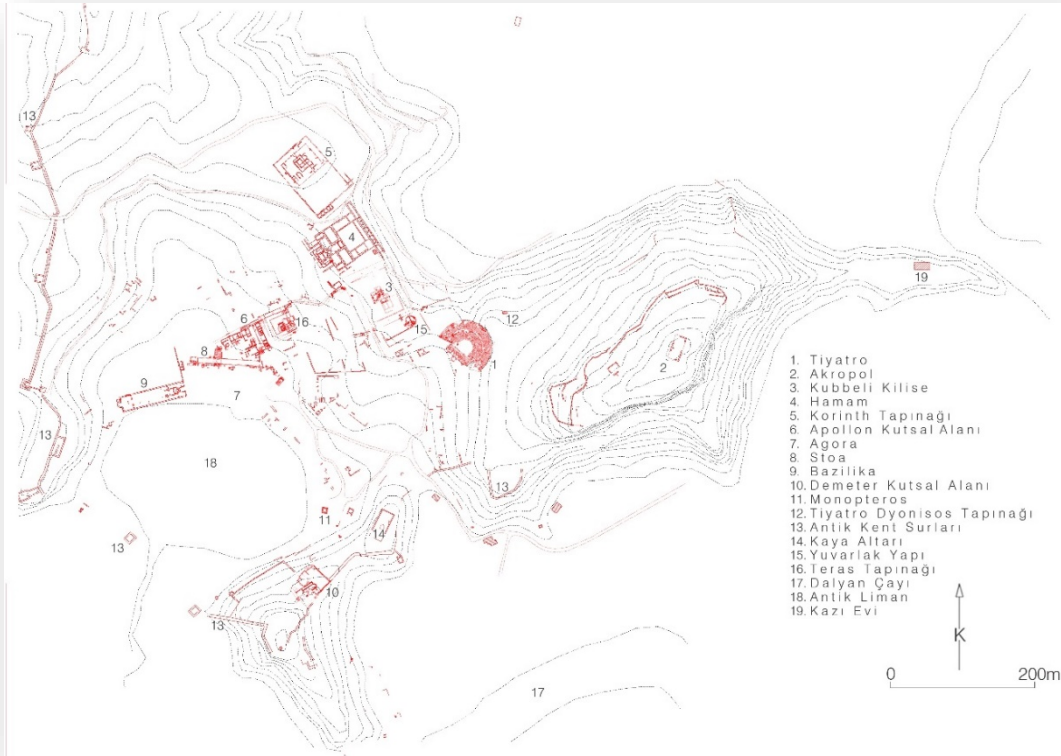 13
5
4
3
6
16
15
12
19
1
8
2
9
7
13
18
13
11
14
13
10
13
17
1. Tiyatro
2. Akropol
3. Kubbeli Kilise
4. Hamam
5. Korinth Tapınağı
6. Apollon Kutsal Alanı
7. Agora
8. Stoa
9. Bazilika
10. Demeter Kutsal Alanı
11. Monopteros
12. Tiyatro Dyonisos Tapınağı
13. Antik Kent Surları
14. Kaya Altarı
15. Yuvarlak Yapı
16. Teras Tapınağı
17. Dalyan Çayı
18. Antik Liman
19. Kazı Evi
K
0 200m